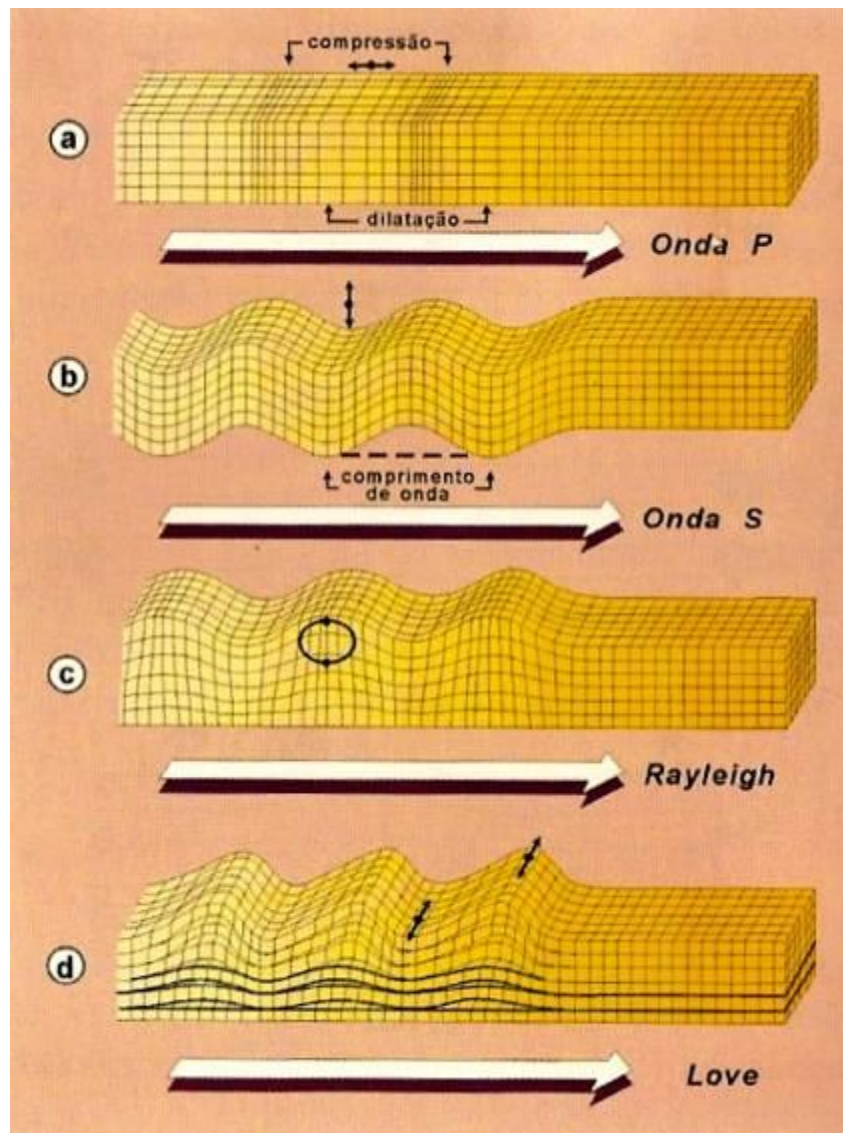 compressão
a
dilatação
Onda P
b
comprimento
de onda
Onda S
c
Rayleigh
d
Love